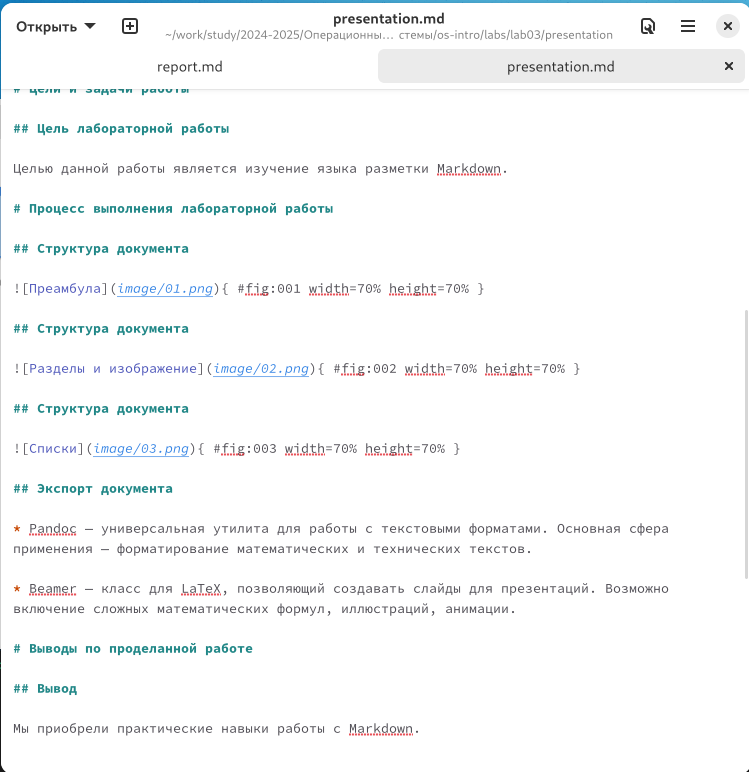 Открыть
presentation.md
~/work/study/2024-2025/Операционны… стемы/os-intro/labs/lab03/presentation
report.md
presentation.md
# Цели и задачи работы
## Цель лабораторной работы
Целью данной работы является изучение языка разметки Markdown.
# Процесс выполнения лабораторной работы
## Структура документа
![Преамбула](image/01.png){ #fig:001 width=70% height=70% }
## Структура документа
![Разделы и изображение](image/02.png){ #fig:002 width=70% height=70% }
## Структура документа
![Списки](image/03.png){ #fig:003 width=70% height=70% }
## Экспорт документа
* Pandoc — универсальная утилита для работы с текстовыми форматами. Основная сфера
применения — форматирование математических и технических текстов.
* Beamer — класс для LaTeX, позволяющий создавать слайды для презентаций. Возможно
включение сложных математических формул, иллюстраций, анимации.
# Выводы по проделанной работе
## Вывод
Мы приобрели практические навыки работы с Markdown.